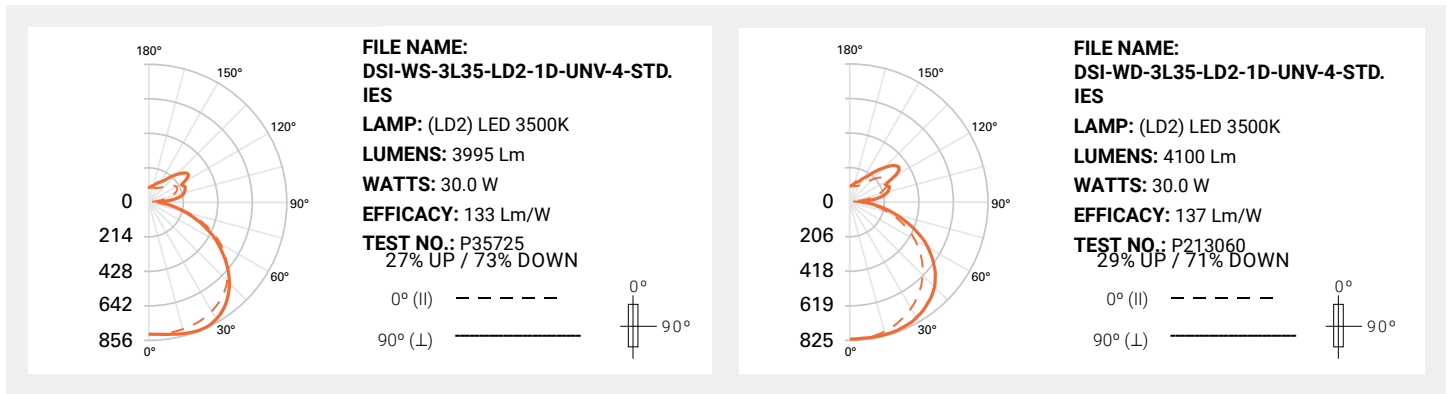 180°
150°
120°
90°
60°
30°
0°
0
214
428
642
856
FILE NAME:
DSI-WS-3L35-LD2-1D-UNV-4-STD.
IES
LAMP: (LD2) LED 3500K
LUMENS: 3995 Lm
WATTS: 30.0 W
EFFICACY: 133 Lm/W
TEST NO.: P35725
27% UP / 73% DOWN
0º (II)
90º (⊥)
0º
90º
180°
150°
120°
90°
60°
30°
0°
0
206
418
619
825
FILE NAME:
DSI-WD-3L35-LD2-1D-UNV-4-STD.
IES
LAMP: (LD2) LED 3500K
LUMENS: 4100 Lm
WATTS: 30.0 W
EFFICACY: 137 Lm/W
TEST NO.: P213060
29% UP / 71% DOWN
0º (II)
90º (⊥)
0º
90º